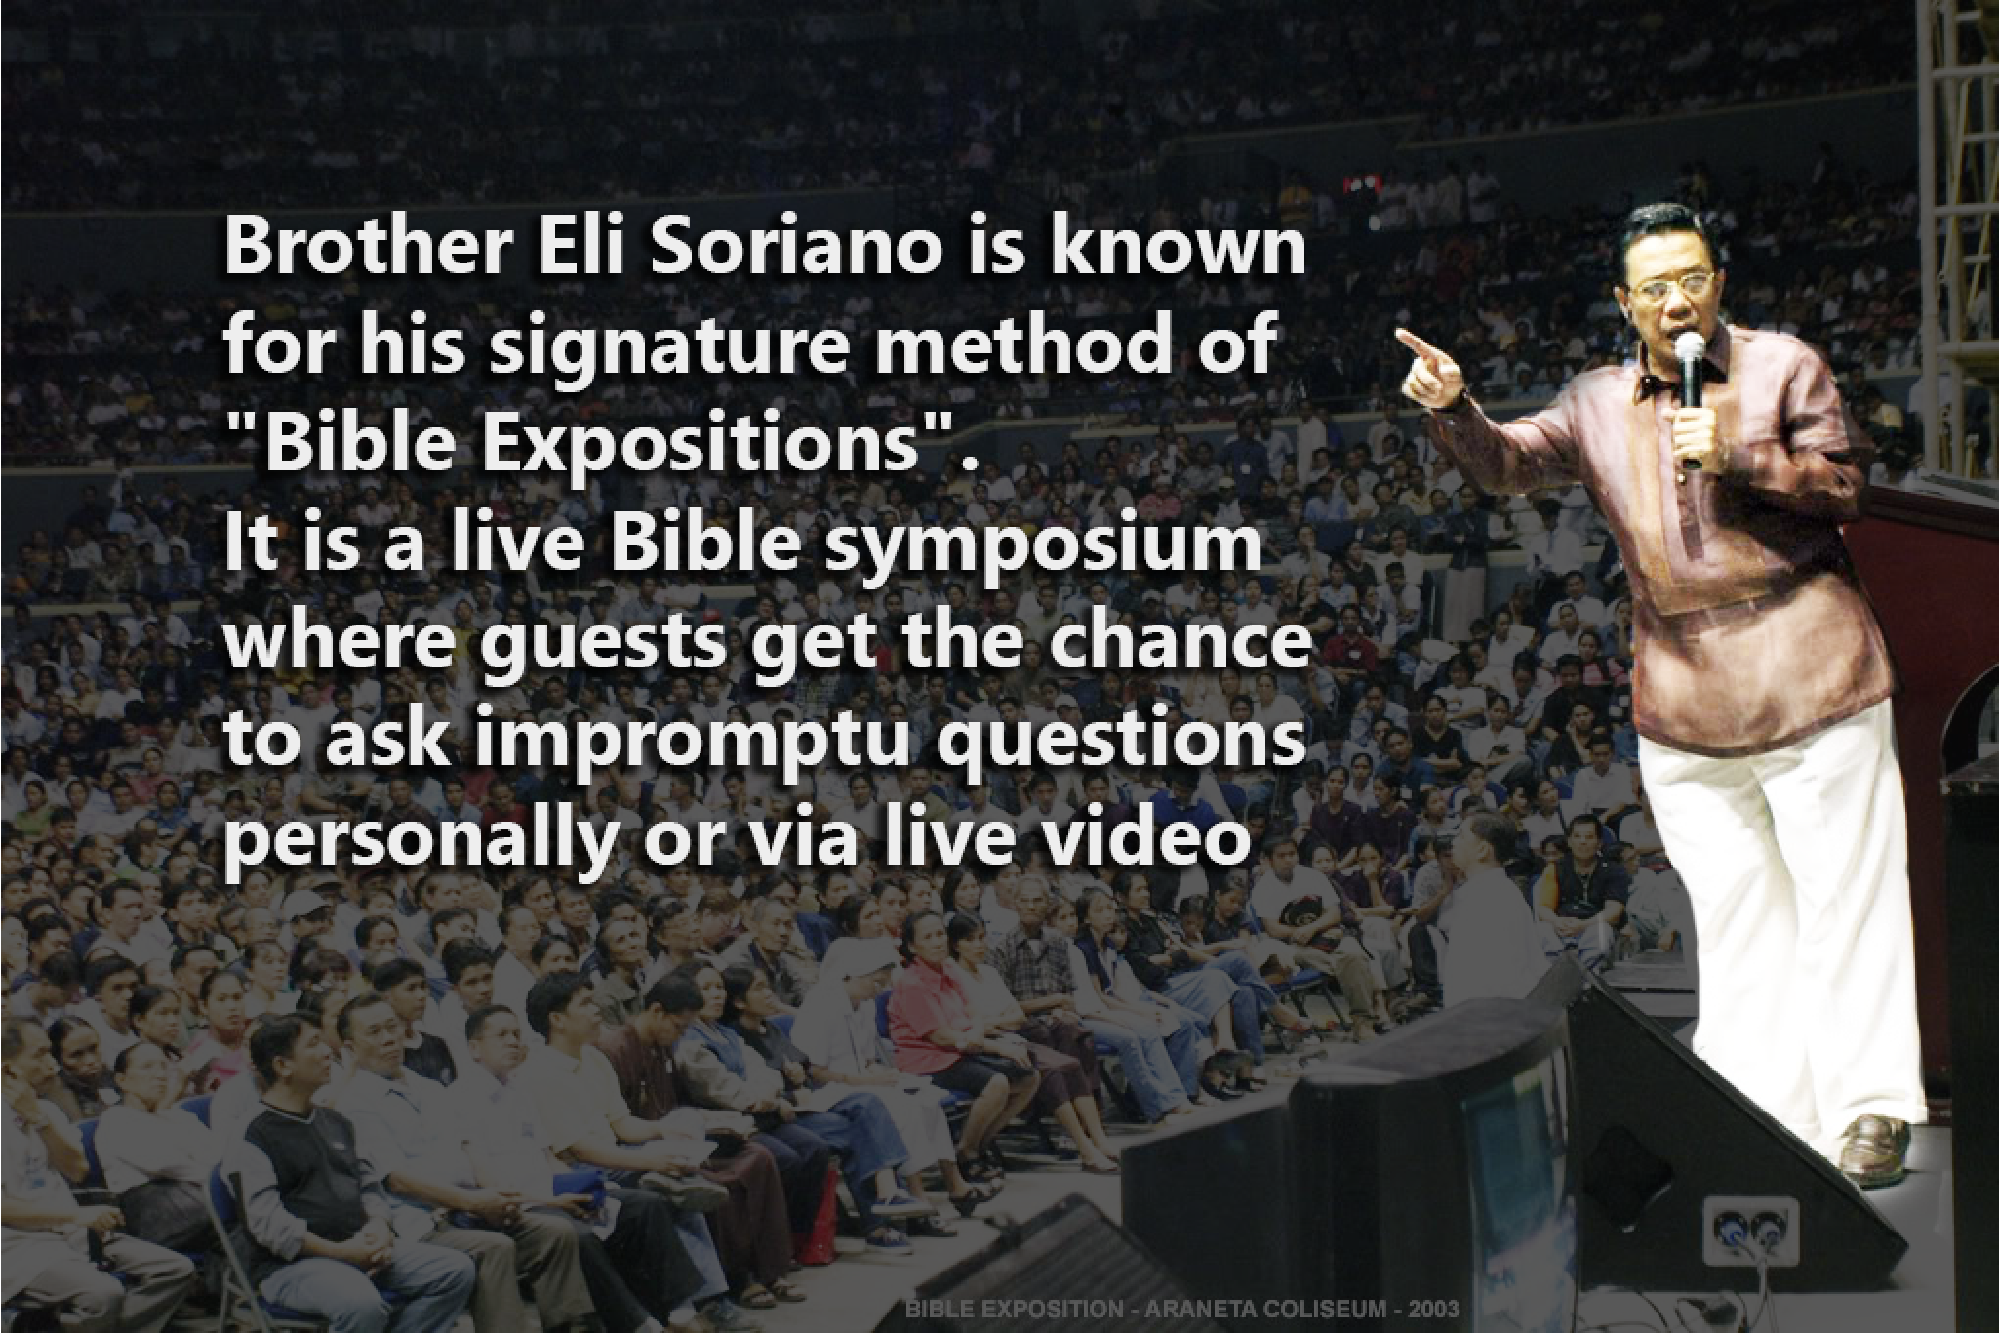 Brother Eli Soriano is known
for his signature method of
"Bible Expositions".
It is a live Bible symposium
where guests get the chance
to ask impromptu questions
personally or via live video
BIBLE EXPOSITION - ARANETA COLISEUM - 2003